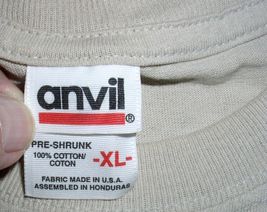 anvil
®
PRE-SHRUNK
100% COTTON/
COTON
-XL-
FABRIC MADE IN U.S.A.
ASSEMBLED IN HONDURAS